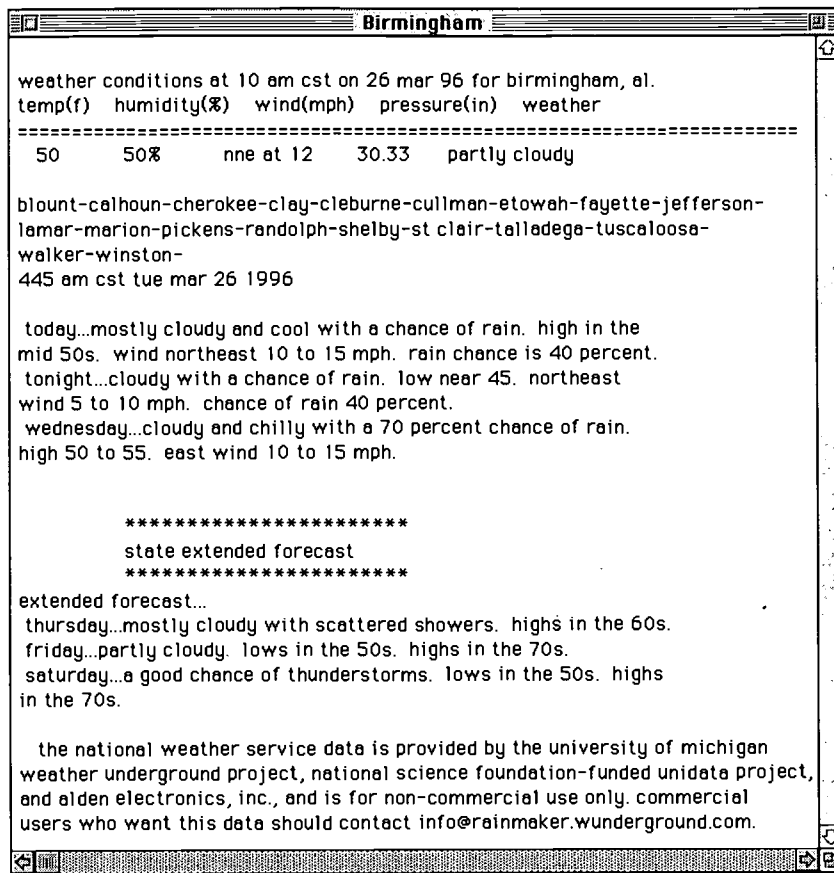 Birmingham
weather conditions at 10 am cst on 26 mar 96 for birmingham, al.
temp(f) humidity(%) wind(mph) pressure(in) weather
========================================================================
50 50% nne at 12 30.33 partly cloudy
blount-calhoun-cherokee-clay-cleburne-cullman-etowah-fayette-jefferson-
lamar-marion-pickens-randolph-shelby-st clair-talladega-tuscaloosa-
walker-winston-
445 am cst tue mar 26 1996
today...mostly cloudy and cool with a chance of rain. high in the
mid 50s. wind northeast 10 to 15 mph. rain chance is 40 percent.
tonight...cloudy with a chance of rain. low near 45. northeast
wind 5 to 10 mph. chance of rain 40 percent.
wednesday...cloudy and chilly with a 70 percent chance of rain.
high 50 to 55. east wind 10 to 15 mph.
***********************
state extended forecast
***********************
extended forecast...
thursday...mostly cloudy with scattered showers. highs in the 60s.
friday...partly cloudy. lows in the 50s. highs in the 70s.
saturday...a good chance of thunderstorms. lows in the 50s. highs
in the 70s.
the national weather service data is provided by the university of michigan
weather underground project, national science foundation-funded unidata project,
and alden electronics, inc., and is for non-commercial use only. commercial
users who want this data should contact info@rainmaker.wunderground.com.